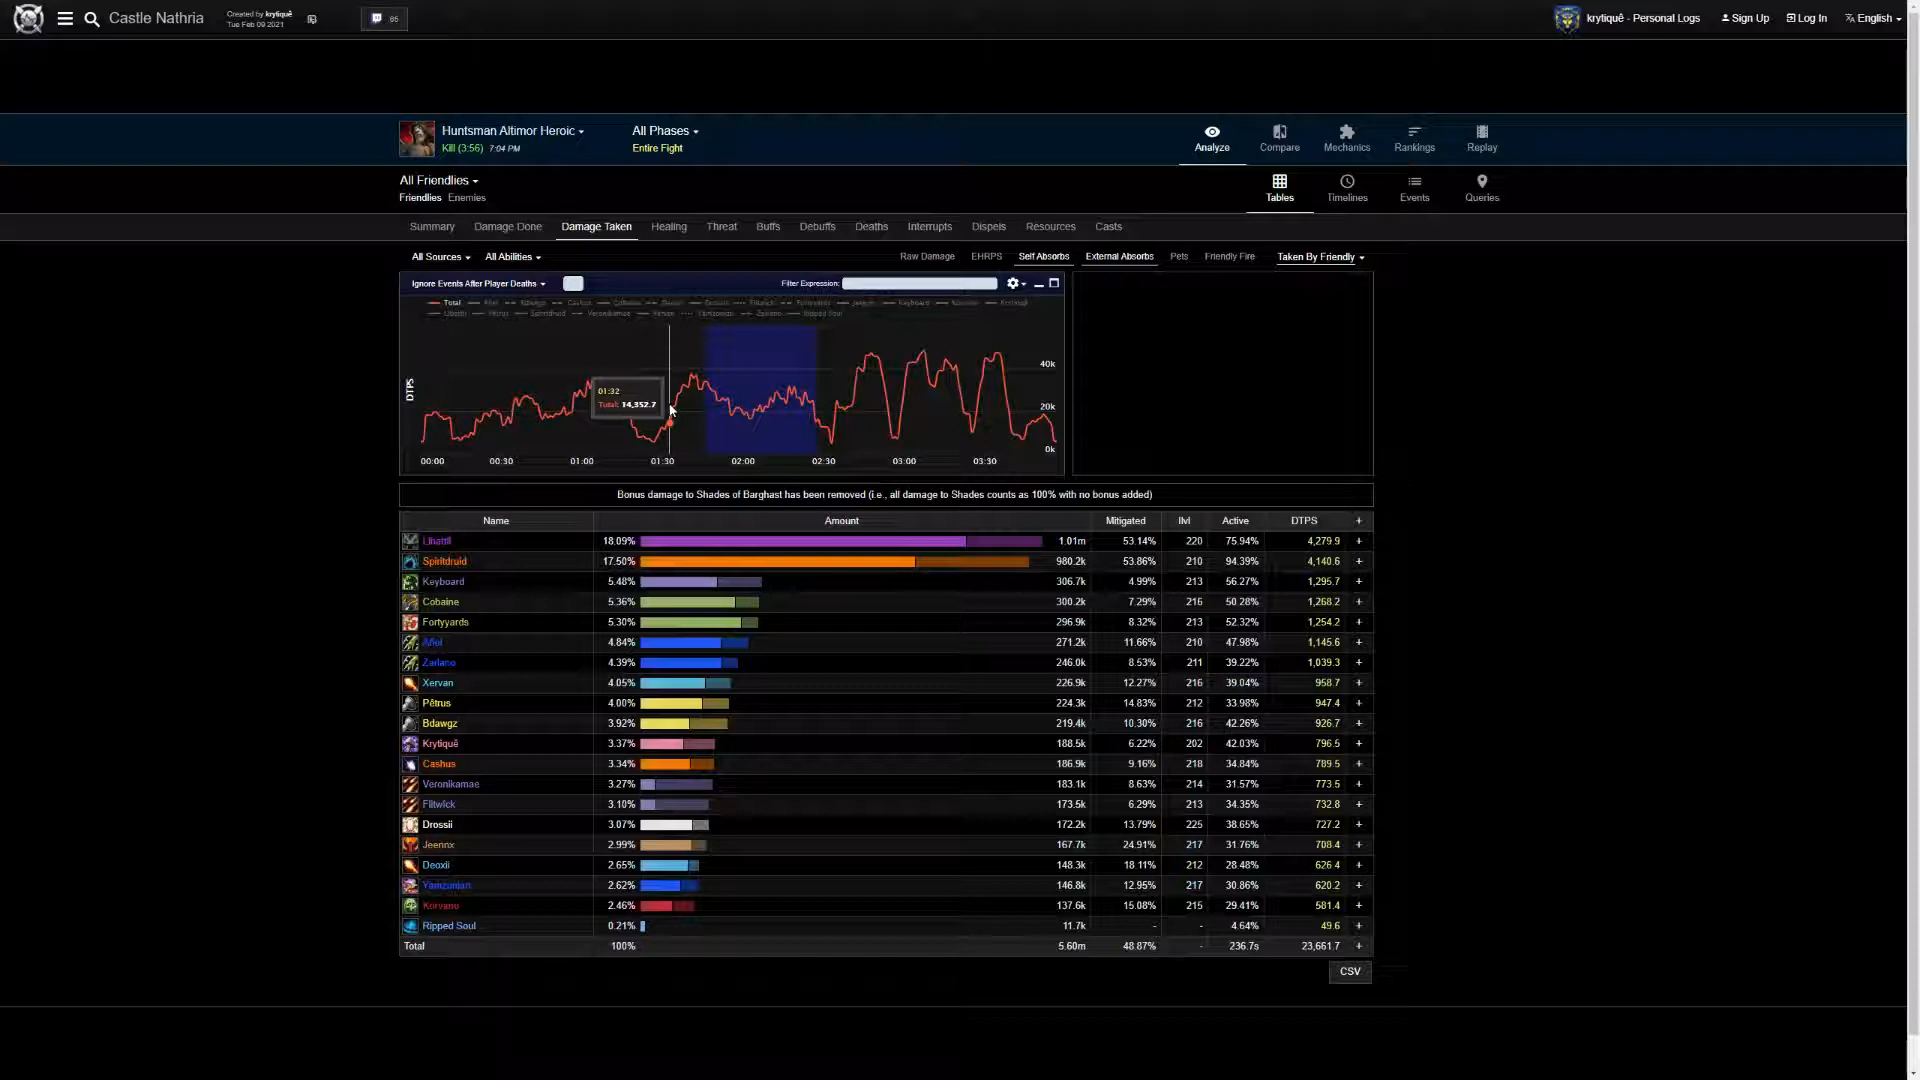 Castle Nathria
Created by krytiquê
Tue Feb 09 2021
65
krytiquê - Personal Logs
Sign Up
Log In
English
Huntsman Altimor Heroic
Kill (3:56) 7:04 PM
All Phases
Entire Fight
Analyze
Compare
Mechanics
Rankings
Replay
All Friendlies
Friendlies Enemies
Tables
Timelines
Events
Queries
Summary Damage Done Damage Taken Healing Threat Buffs Debuffs Deaths Interrupts Dispels Resources Casts
All Sources All Abilities
Raw Damage EHRPS Self Absorbs External Absorbs Pets Friendly Fire Taken By Friendly
Ignore Events After Player Deaths
Filter Expression:
Total
DTPS
40k
20k
0k
01:32
Total: 14,352.7
00:00 00:30 01:00 01:30 02:00 02:30 03:00 03:30
Bonus damage to Shades of Barghast has been removed (i.e., all damage to Shades counts as 100% with no bonus added)
Name Amount Mitigated Ilvl Active DTPS +
18.09% 1.01m 53.14% 220 75.94% 4,279.9 +
Spiritdruid 17.50% 980.2k 53.86% 210 94.39% 4,140.6 +
Keyboard 5.48% 306.7k 4.99% 213 56.27% 1,295.7 +
Cobaine 5.36% 300.2k 7.29% 216 50.28% 1,268.2 +
Fortyyards 5.30% 296.9k 8.32% 213 52.32% 1,254.2 +
4.84% 271.2k 11.66% 210 47.98% 1,145.6 +
Zarlano 4.39% 246.0k 8.53% 211 39.22% 1,039.3 +
Xervan 4.05% 226.9k 12.27% 216 39.04% 958.7 +
Pêtrus 4.00% 224.3k 14.83% 212 33.98% 947.4 +
Bdawgz 3.92% 219.4k 10.30% 216 42.26% 926.7 +
Krytiquê 3.37% 188.5k 6.22% 202 42.03% 796.5 +
Cashus 3.34% 186.9k 9.16% 218 34.84% 789.5 +
Veronikamae 3.27% 183.1k 8.63% 214 31.57% 773.5 +
Flitwick 3.10% 173.5k 6.29% 213 34.35% 732.8 +
Drossii 3.07% 172.2k 13.79% 225 38.65% 727.2 +
Jeennx 2.99% 167.7k 24.91% 217 31.76% 708.4 +
Deoxii 2.65% 148.3k 18.11% 212 28.48% 626.4 +
2.62% 146.8k 12.95% 217 30.86% 620.2 +
Korvano 2.46% 137.6k 15.08% 215 29.41% 581.4 +
Ripped Soul 0.21% 11.7k - - 4.64% 49.6 +
Total 100% 5.60m 48.87% - 236.7s 23,661.7 +
CSV